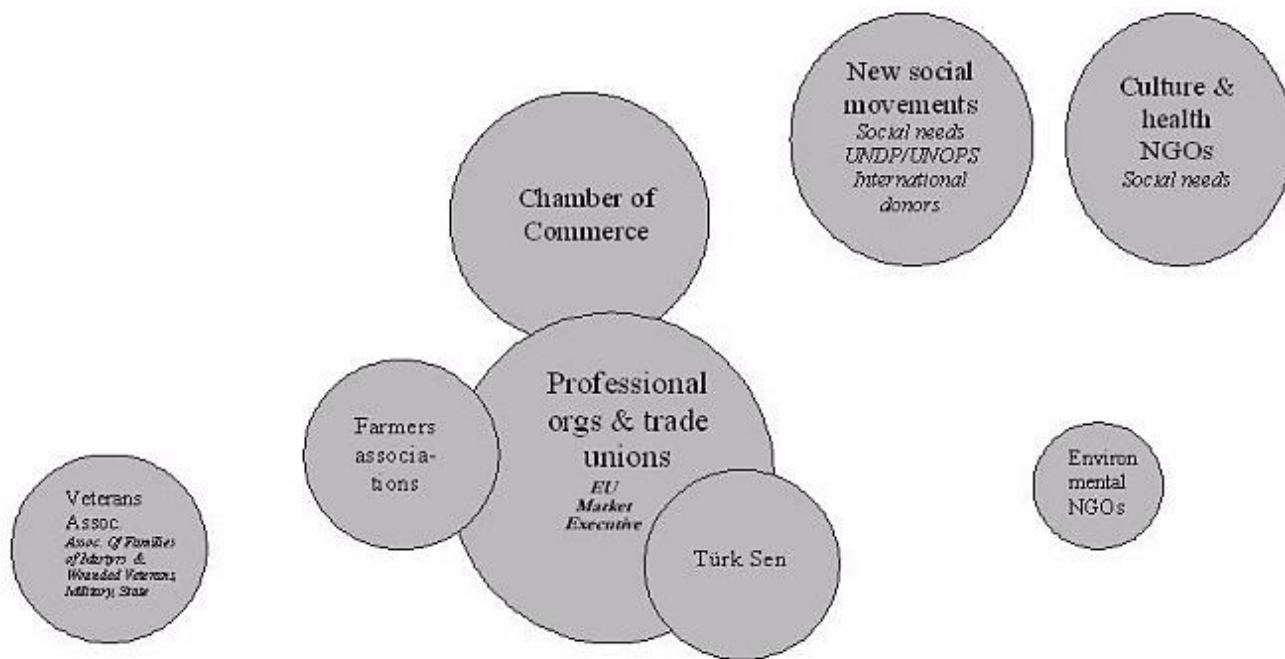 New social
movements
Social needs
UNDP/UNOPS
International
donors
Culture &
health
NGOs
Social needs
Chamber of
Commerce
Professional
orgs & trade
unions
EU
Market
Executive
Farmers
associa-
tions
Türk Sen
Environ
mental
NGOs
Veterans
Assoc.
Assoc. Of Families
of Martyrs &
Wounded Veterans,
Military, State